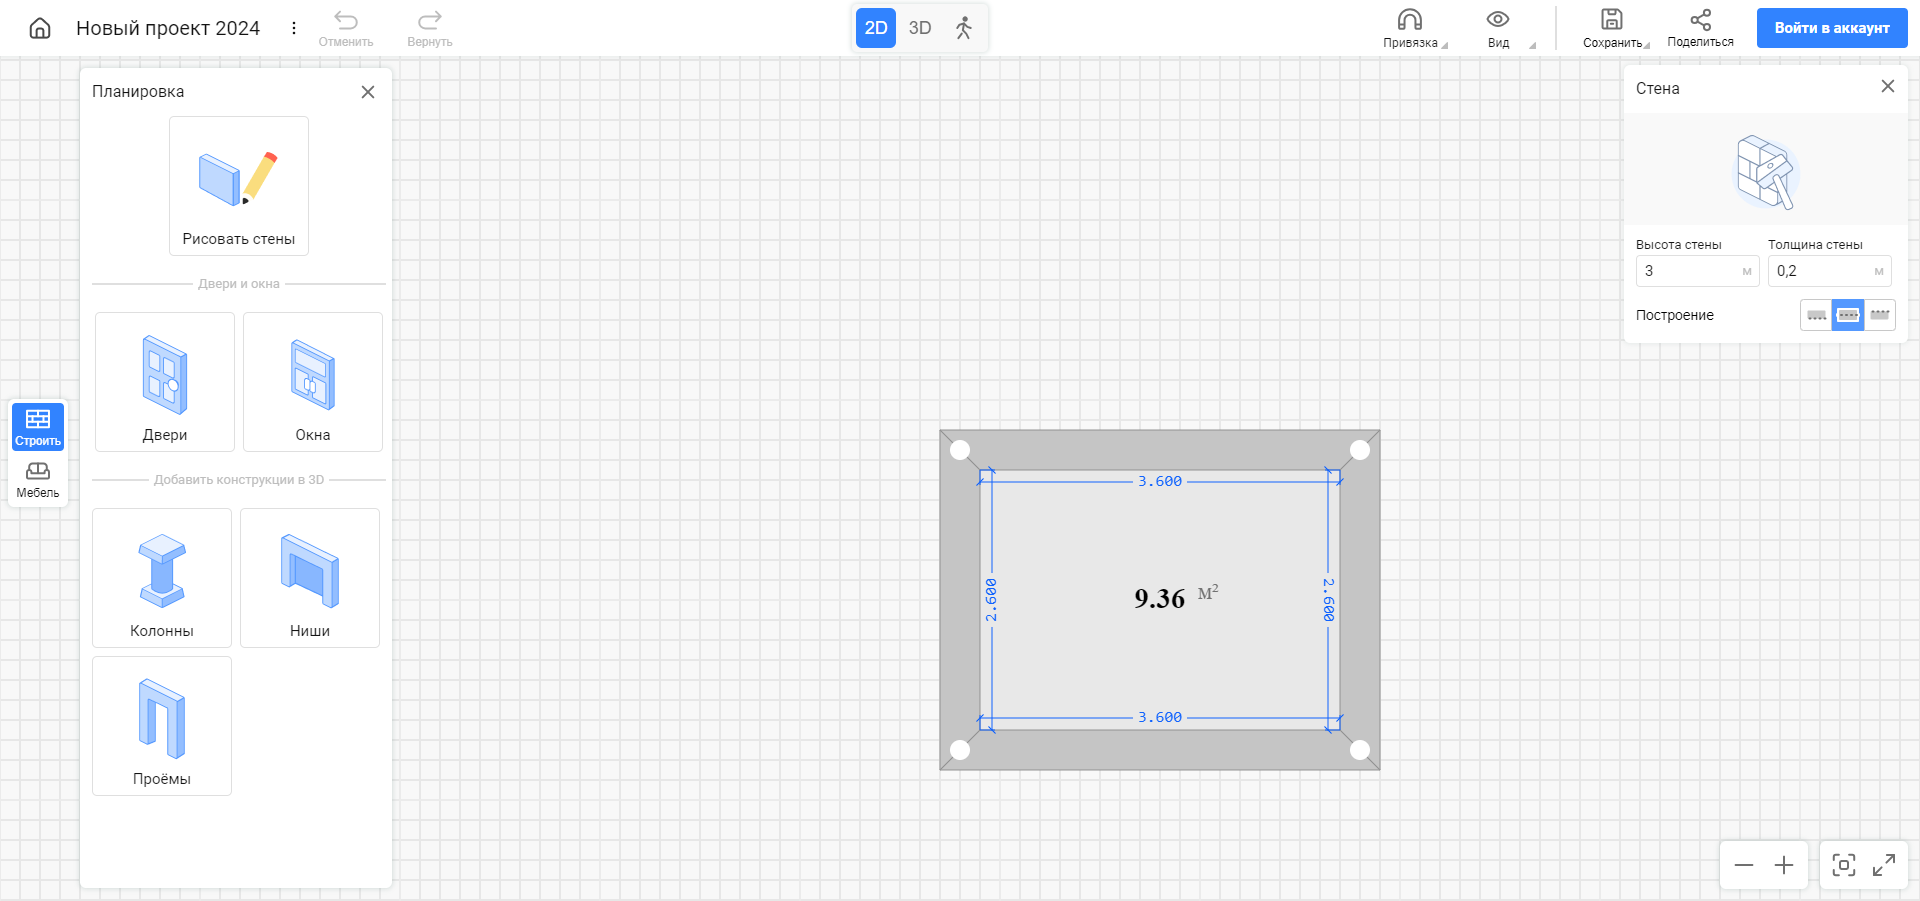 Новый проект 2024
Отменить
Вернуть
2D
3D
Привязка
Вид
Сохранить
Поделиться
Войти в аккаунт
Планировка
Рисовать стены
Двери и окна
Двери
Окна
Добавить конструкции в 3D
Колонны
Ниши
Проёмы
Строить
Мебель
3.600
2.600
9.36 М²
2.600
3.600
Стена
Высота стены
Толщина стены
3 м
0,2 м
Построение